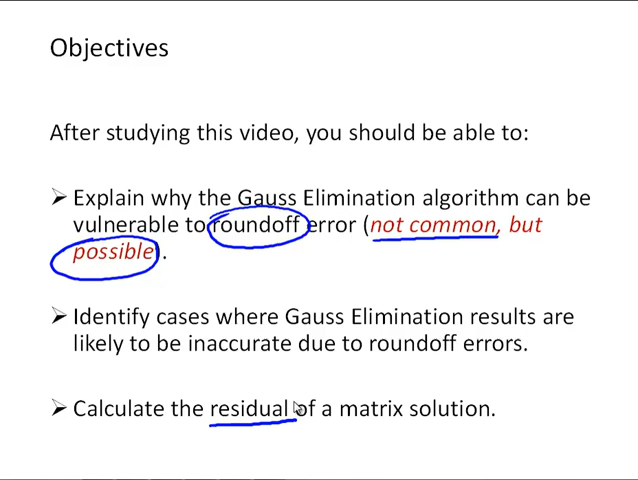 Objectives
After studying this video, you should be able to:
➢ Explain why the Gauss Elimination algorithm can be
vulnerable to roundoff error (not common, but
possible).
➢ Identify cases where Gauss Elimination results are
likely to be inaccurate due to roundoff errors.
➢ Calculate the residual of a matrix solution.